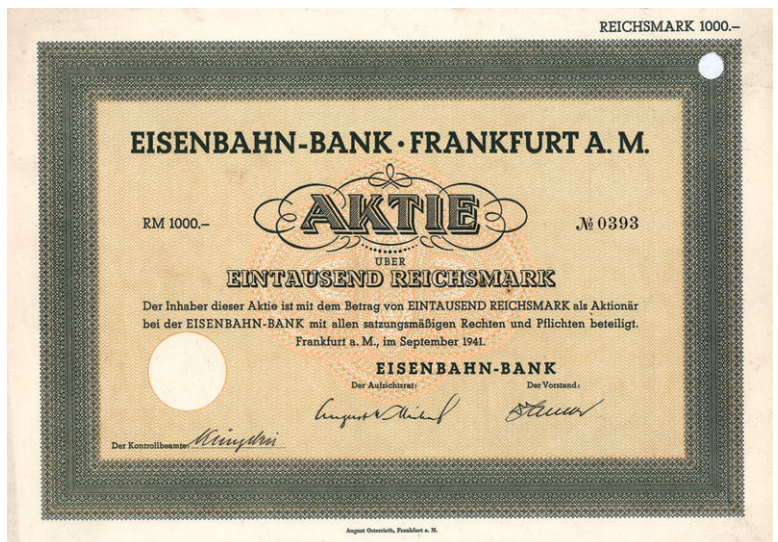 REICHSMARK 1000.–
EISENBAHN-BANK · FRANKFURT A. M.
RM 1000.–
AKTIE
№ 0393
ÜBER
EINTAUSEND REICHSMARK
Der Inhaber dieser Aktie ist mit dem Betrag von EINTAUSEND REICHSMARK als Aktionär
bei der EISENBAHN-BANK mit allen satzungsmäßigen Rechten und Pflichten beteiligt.
Frankfurt a. M., im September 1941.
EISENBAHN-BANK
Der Aufsichtsrat:
Der Vorstand:
Der Kontrollbeamte:
August Osterrieth, Frankfurt a. M.